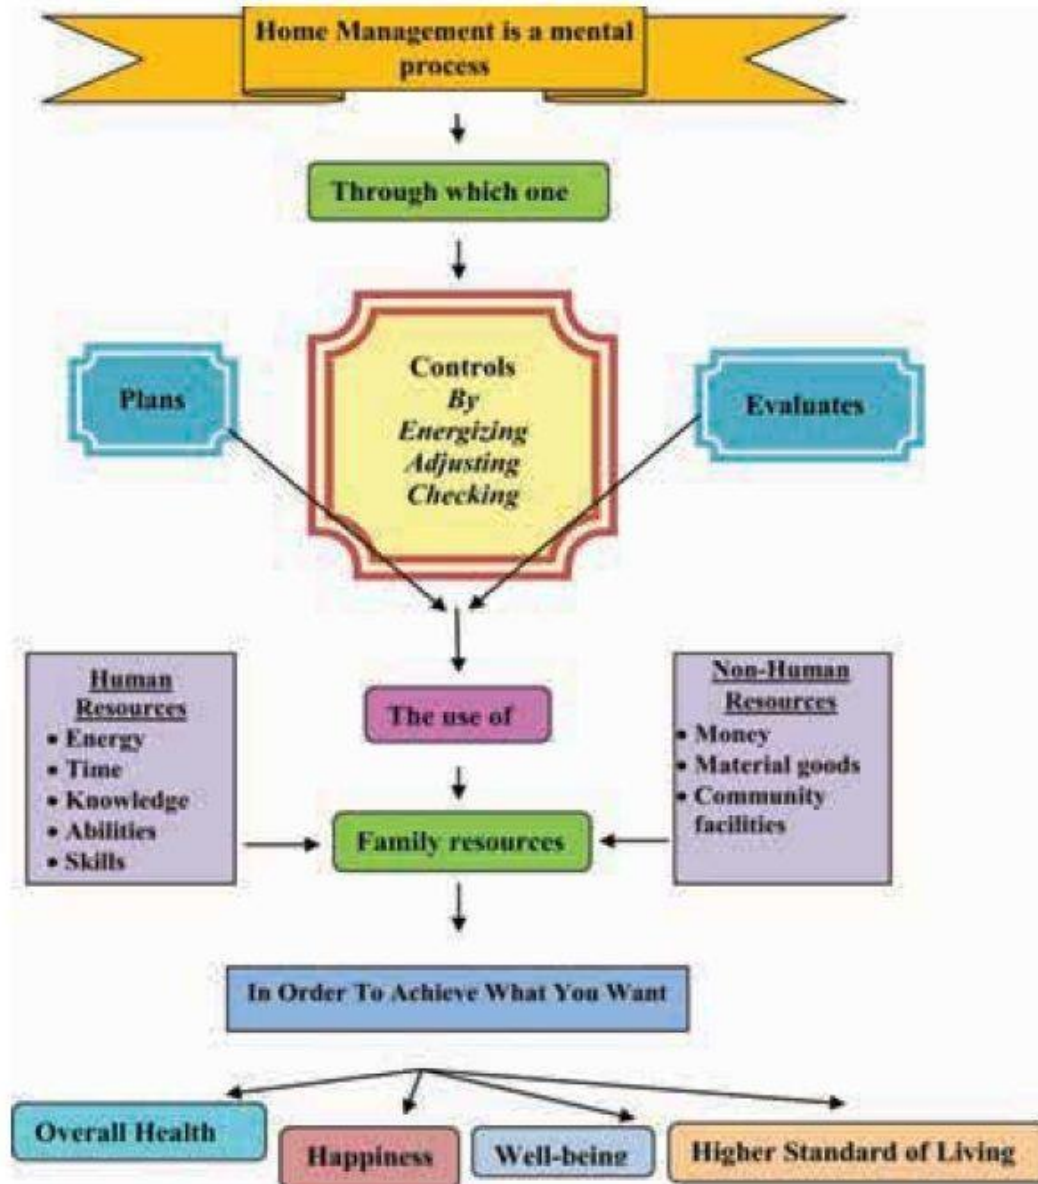 Home Management is a mental
process
Through which one
Plans
Controls
By
Energizing
Adjusting
Checking
Evaluates
The use of
Human
Resources
• Energy
• Time
• Knowledge
• Abilities
• Skills
Family resources
Non-Human
Resources
• Money
• Material goods
• Community
facilities
In Order To Achieve What You Want
Overall Health
Happiness
Well-being
Higher Standard of Living